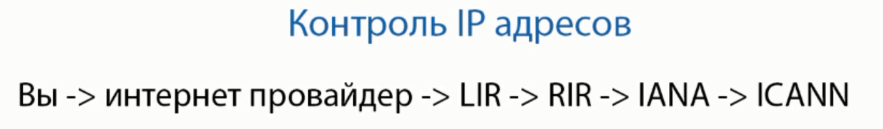 Контроль IP адресов
Вы -> интернет провайдер -> LIR -> RIR -> IANA -> ICANN